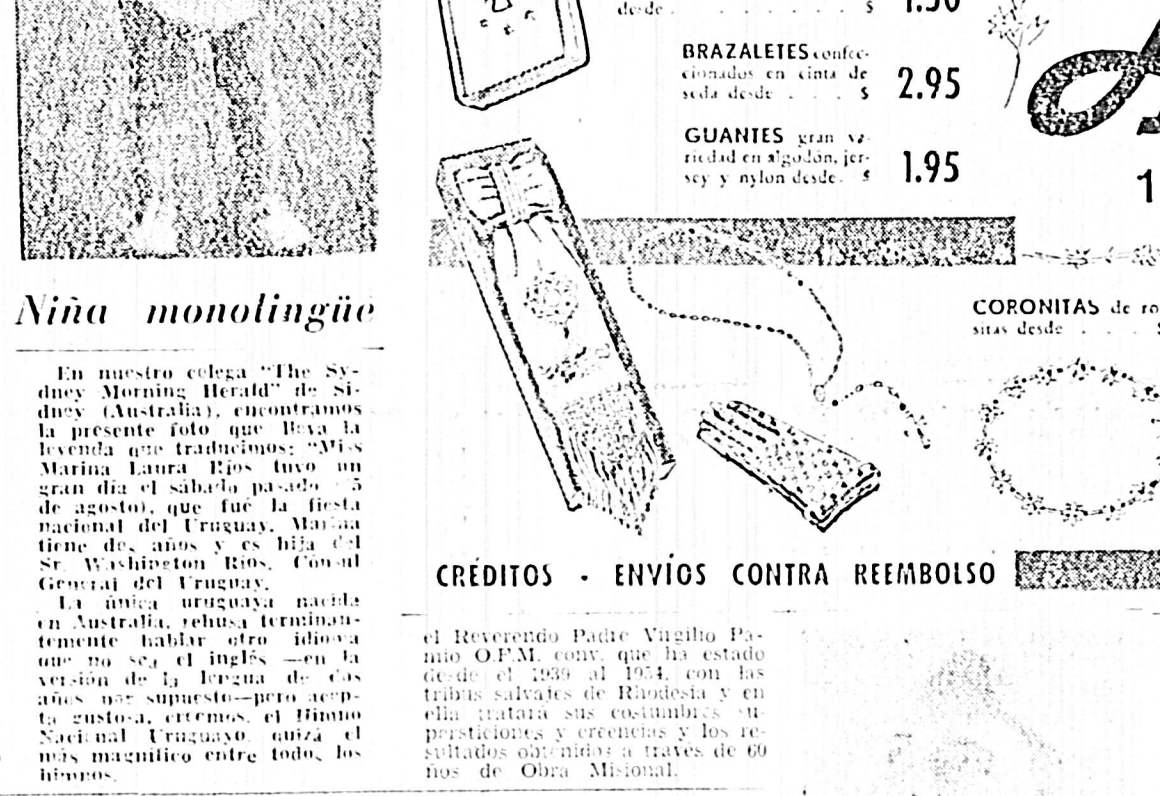 desde . . . . . . . . $ 1.50
BRAZALETES confec-
cionados en cinta de
seda desde . . . $ 2.95
GUANTES gran va-
riedad en algodón, jer-
sey y nylon desde. $ 1.95
1
CORONITAS de ro
sitas desde . . . . $
CRÉDITOS - ENVÍOS CONTRA REEMBOLSO
Niña monolingüe
En nuestro colega "The Sy-
dney Morning Herald" de Si-
dney (Australia), encontramos
la presente foto que lleva la
leyenda que traducimos: "Miss
Marina Laura Ríos tuvo un
gran día el sábado pasado 5
de agosto), que fué la fiesta
nacional del Uruguay. Marina
tiene dos años y es hija del
Sr. Washington Ríos, Cónsul
General del Uruguay.
La única uruguaya nacida
en Australia, rehusa terminan-
temente hablar otro idioma
que no sea el inglés —en la
versión de la lengua de dos
años por supuesto—pero acep-
ta gustosa, creemos, el Himno
Nacional Uruguayo, quizá el
más magnífico entre todos los
himnos.
el Reverendo Padre Virgilio Pa-
mio O.F.M. conv. que ha estado
desde el 1939 al 1954, con las
tribus salvajes de Rhodesia y en
ella tratará sus costumbres su-
persticiones y creencias y los re-
sultados obtenidos a través de 60
ños de Obra Misional.